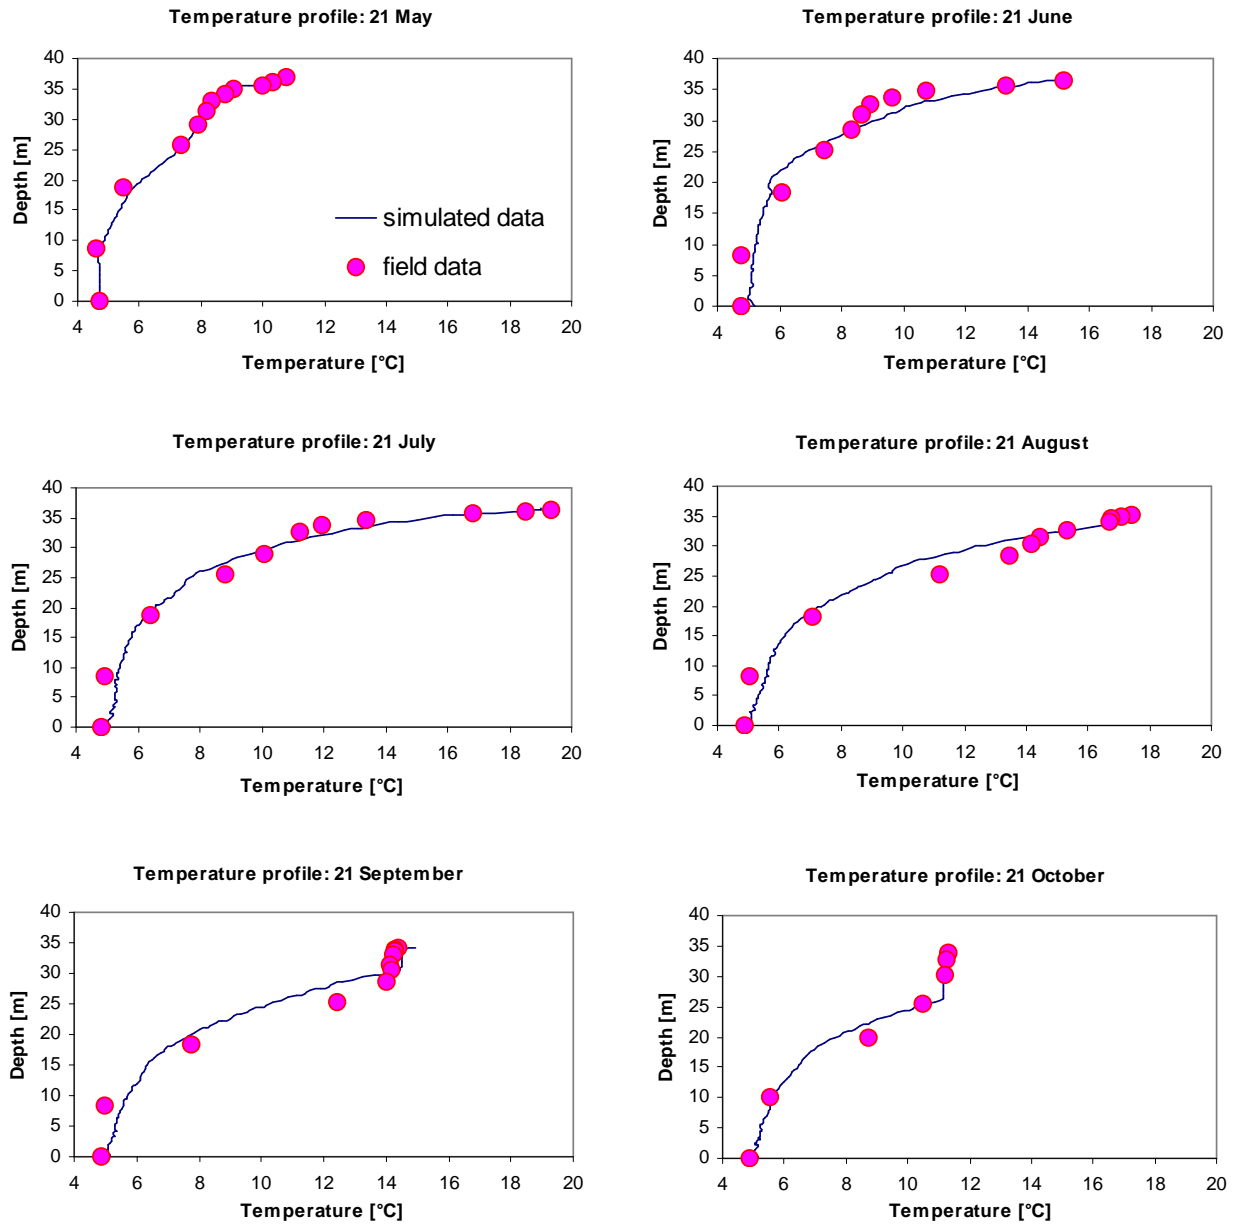 Temperature profile: 21 May
40
35
30
25
20
15
10
5
0
Depth [m]
simulated data
field data
4 6 8 10 12 14 16 18 20
Temperature [°C]
Temperature profile: 21 June
40
35
30
25
20
15
10
5
0
Depth [m]
4 6 8 10 12 14 16 18 20
Temperature [°C]
Temperature profile: 21 July
40
35
30
25
20
15
10
5
0
Depth [m]
4 6 8 10 12 14 16 18 20
Temperature [°C]
Temperature profile: 21 August
40
35
30
25
20
15
10
5
0
Depth [m]
4 6 8 10 12 14 16 18 20
Temperature [°C]
Temperature profile: 21 September
40
35
30
25
20
15
10
5
0
Depth [m]
4 6 8 10 12 14 16 18 20
Temperature [°C]
Temperature profile: 21 October
40
35
30
25
20
15
10
5
0
Depth [m]
4 6 8 10 12 14 16 18 20
Temperature [°C]